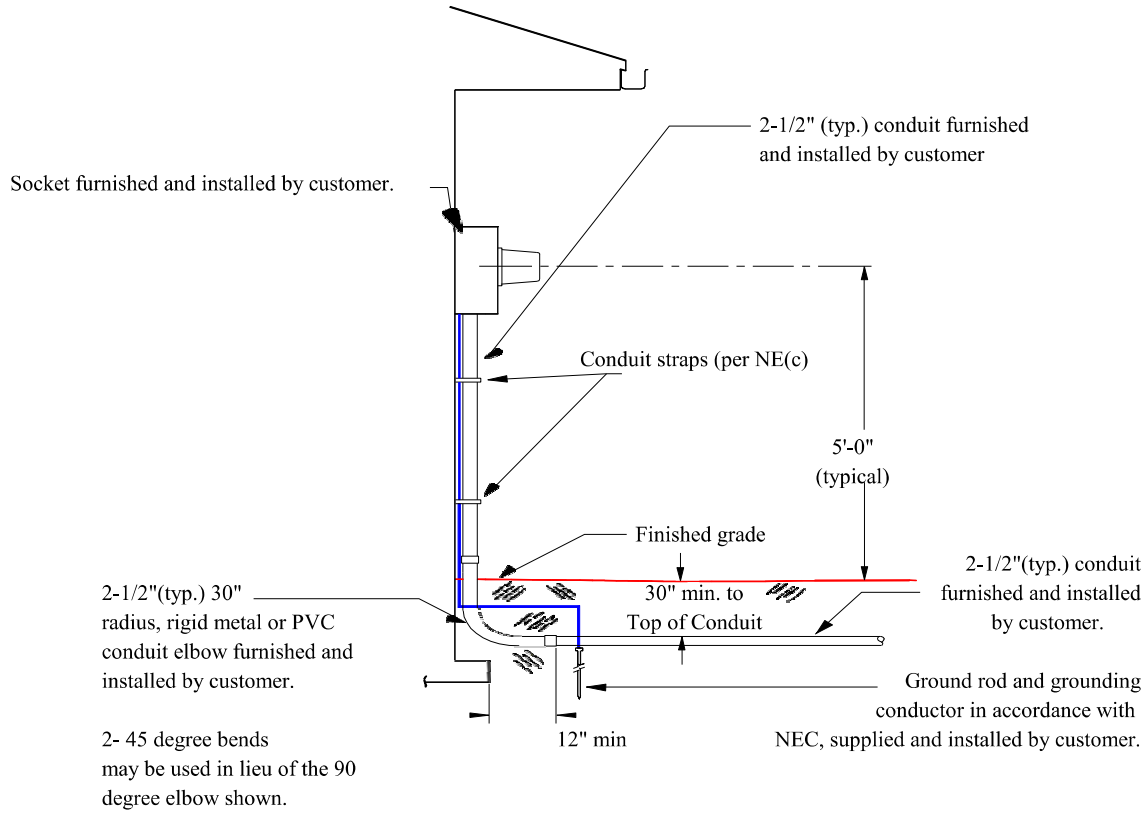 2-1/2" (typ.) conduit furnished
and installed by customer
Socket furnished and installed by customer.
Conduit straps (per NE(c)
5'-0"
(typical)
Finished grade
2-1/2"(typ.) conduit
furnished and installed
by customer.
30" min. to
Top of Conduit
2-1/2"(typ.) 30"
radius, rigid metal or PVC
conduit elbow furnished and
installed by customer.
Ground rod and grounding
conductor in accordance with
NEC, supplied and installed by customer.
12" min
2- 45 degree bends
may be used in lieu of the 90
degree elbow shown.